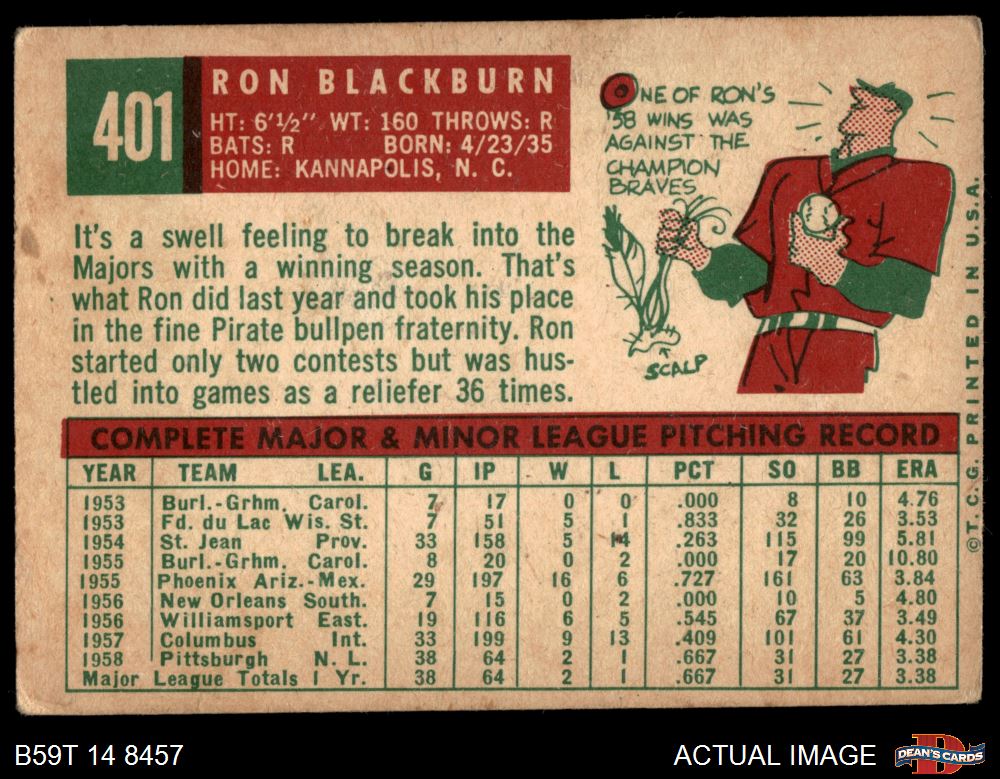 401
RON BLACKBURN
HT: 6'½" WT: 160 THROWS: R
BATS: R BORN: 4/23/35
HOME: KANNAPOLIS, N. C.
ONE OF RON'S
'58 WINS WAS
AGAINST THE
CHAMPION
BRAVES
SCALP
It's a swell feeling to break into the
Majors with a winning season. That's
what Ron did last year and took his place
in the fine Pirate bullpen fraternity. Ron
started only two contests but was hus-
tled into games as a reliefer 36 times.
COMPLETE MAJOR & MINOR LEAGUE PITCHING RECORD
YEAR TEAM LEA. G IP W L PCT SO BB ERA
1953 Burl.-Grhm. Carol. 7 17 0 0 .000 8 10 4.76
1953 Fd. du Lac Wis. St. 7 51 5 1 .833 32 26 3.53
1954 St. Jean Prov. 33 158 5 14 .263 115 99 5.81
1955 Burl.-Grhm. Carol. 8 20 0 2 .000 17 20 10.80
1955 Phoenix Ariz.-Mex. 29 197 16 6 .727 161 63 3.84
1956 New Orleans South. 7 15 0 2 .000 10 5 4.80
1956 Williamsport East. 19 116 6 5 .545 67 37 3.49
1957 Columbus Int. 33 199 9 13 .409 101 61 4.30
1958 Pittsburgh N. L. 38 64 2 1 .667 31 27 3.38
Major League Totals 1 Yr. 38 64 2 1 .667 31 27 3.38
©T. C. G. PRINTED IN U.S.A.
B59T 14 8457
ACTUAL IMAGE
D
DEAN'S CARDS